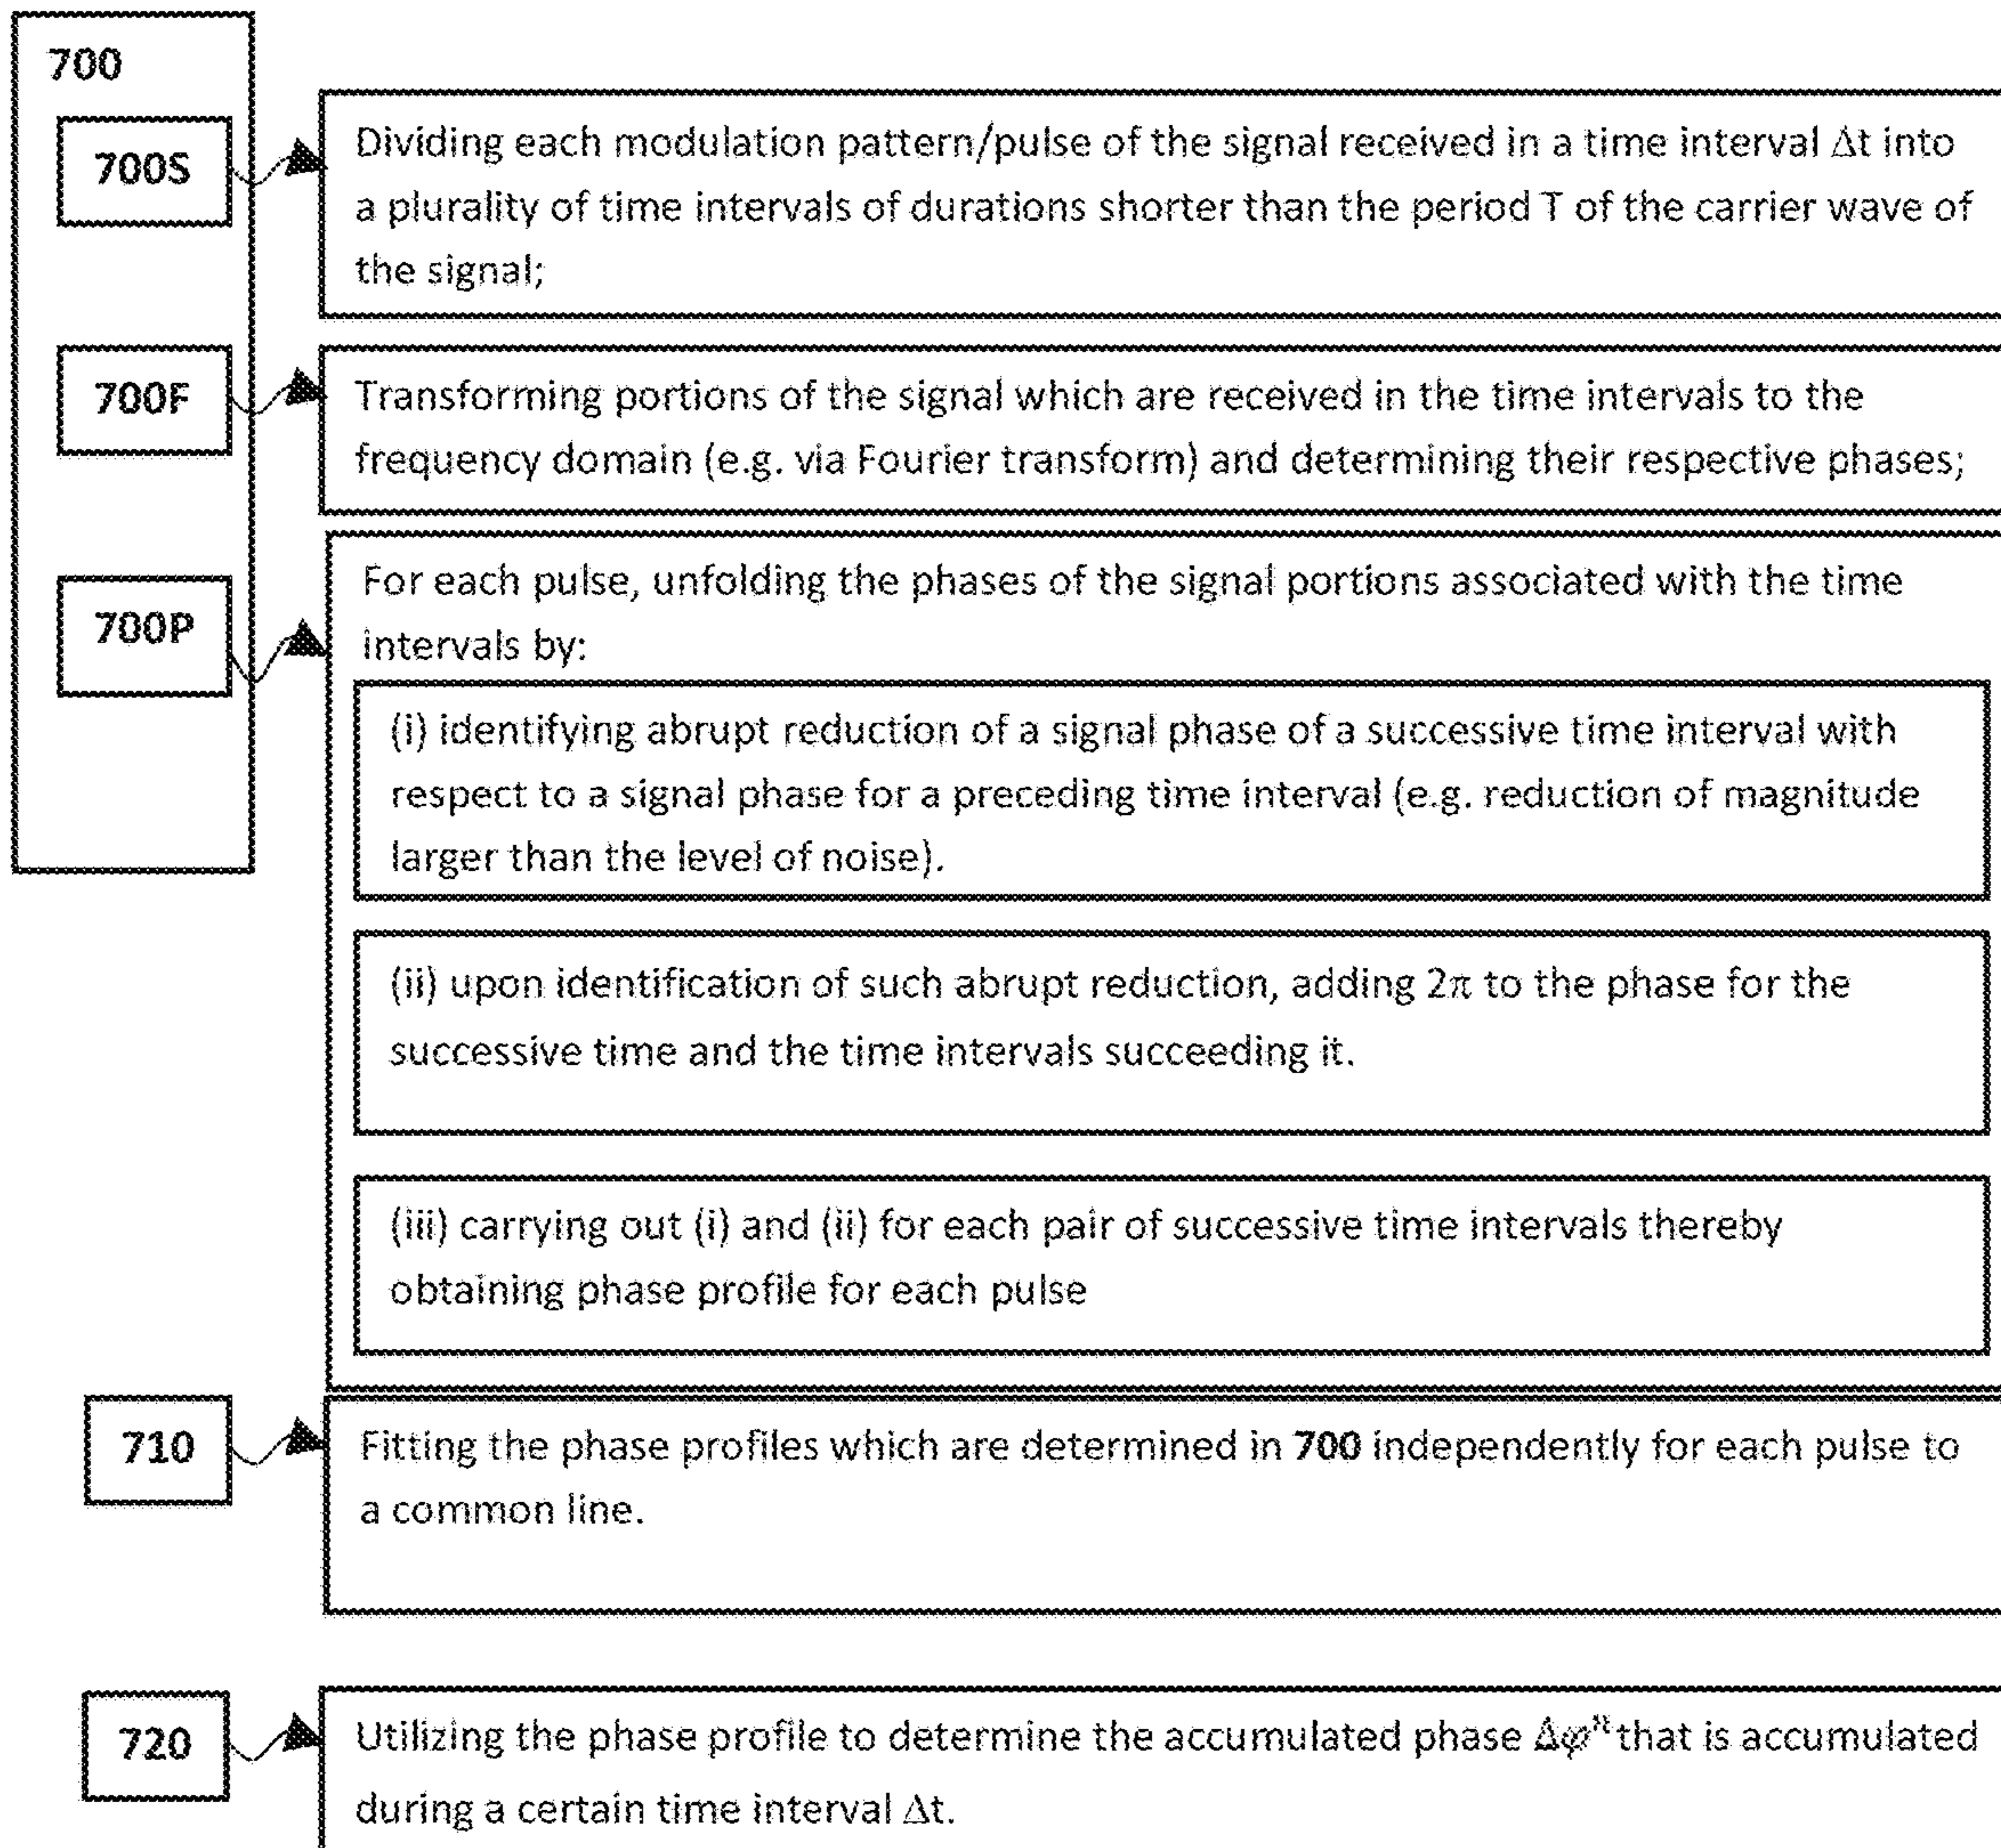 700
700S
Dividing each modulation pattern/pulse of the signal received in a time interval Δt into
a plurality of time intervals of durations shorter than the period T of the carrier wave of
the signal;
700F
Transforming portions of the signal which are received in the time intervals to the
frequency domain (e.g. via Fourier transform) and determining their respective phases;
700P
For each pulse, unfolding the phases of the signal portions associated with the time
intervals by:
(i) identifying abrupt reduction of a signal phase of a successive time interval with
respect to a signal phase for a preceding time interval (e.g. reduction of magnitude
larger than the level of noise).
(ii) upon identification of such abrupt reduction, adding 2π to the phase for the
successive time and the time intervals succeeding it.
(iii) carrying out (i) and (ii) for each pair of successive time intervals thereby
obtaining phase profile for each pulse
710
Fitting the phase profiles which are determined in 700 independently for each pulse to
a common line.
720
Utilizing the phase profile to determine the accumulated phase Δφⁿ that is accumulated
during a certain time interval Δt.